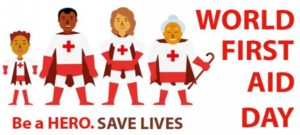 WORLD
FIRST
AID
DAY
Be a HERO. SAVE LIVES